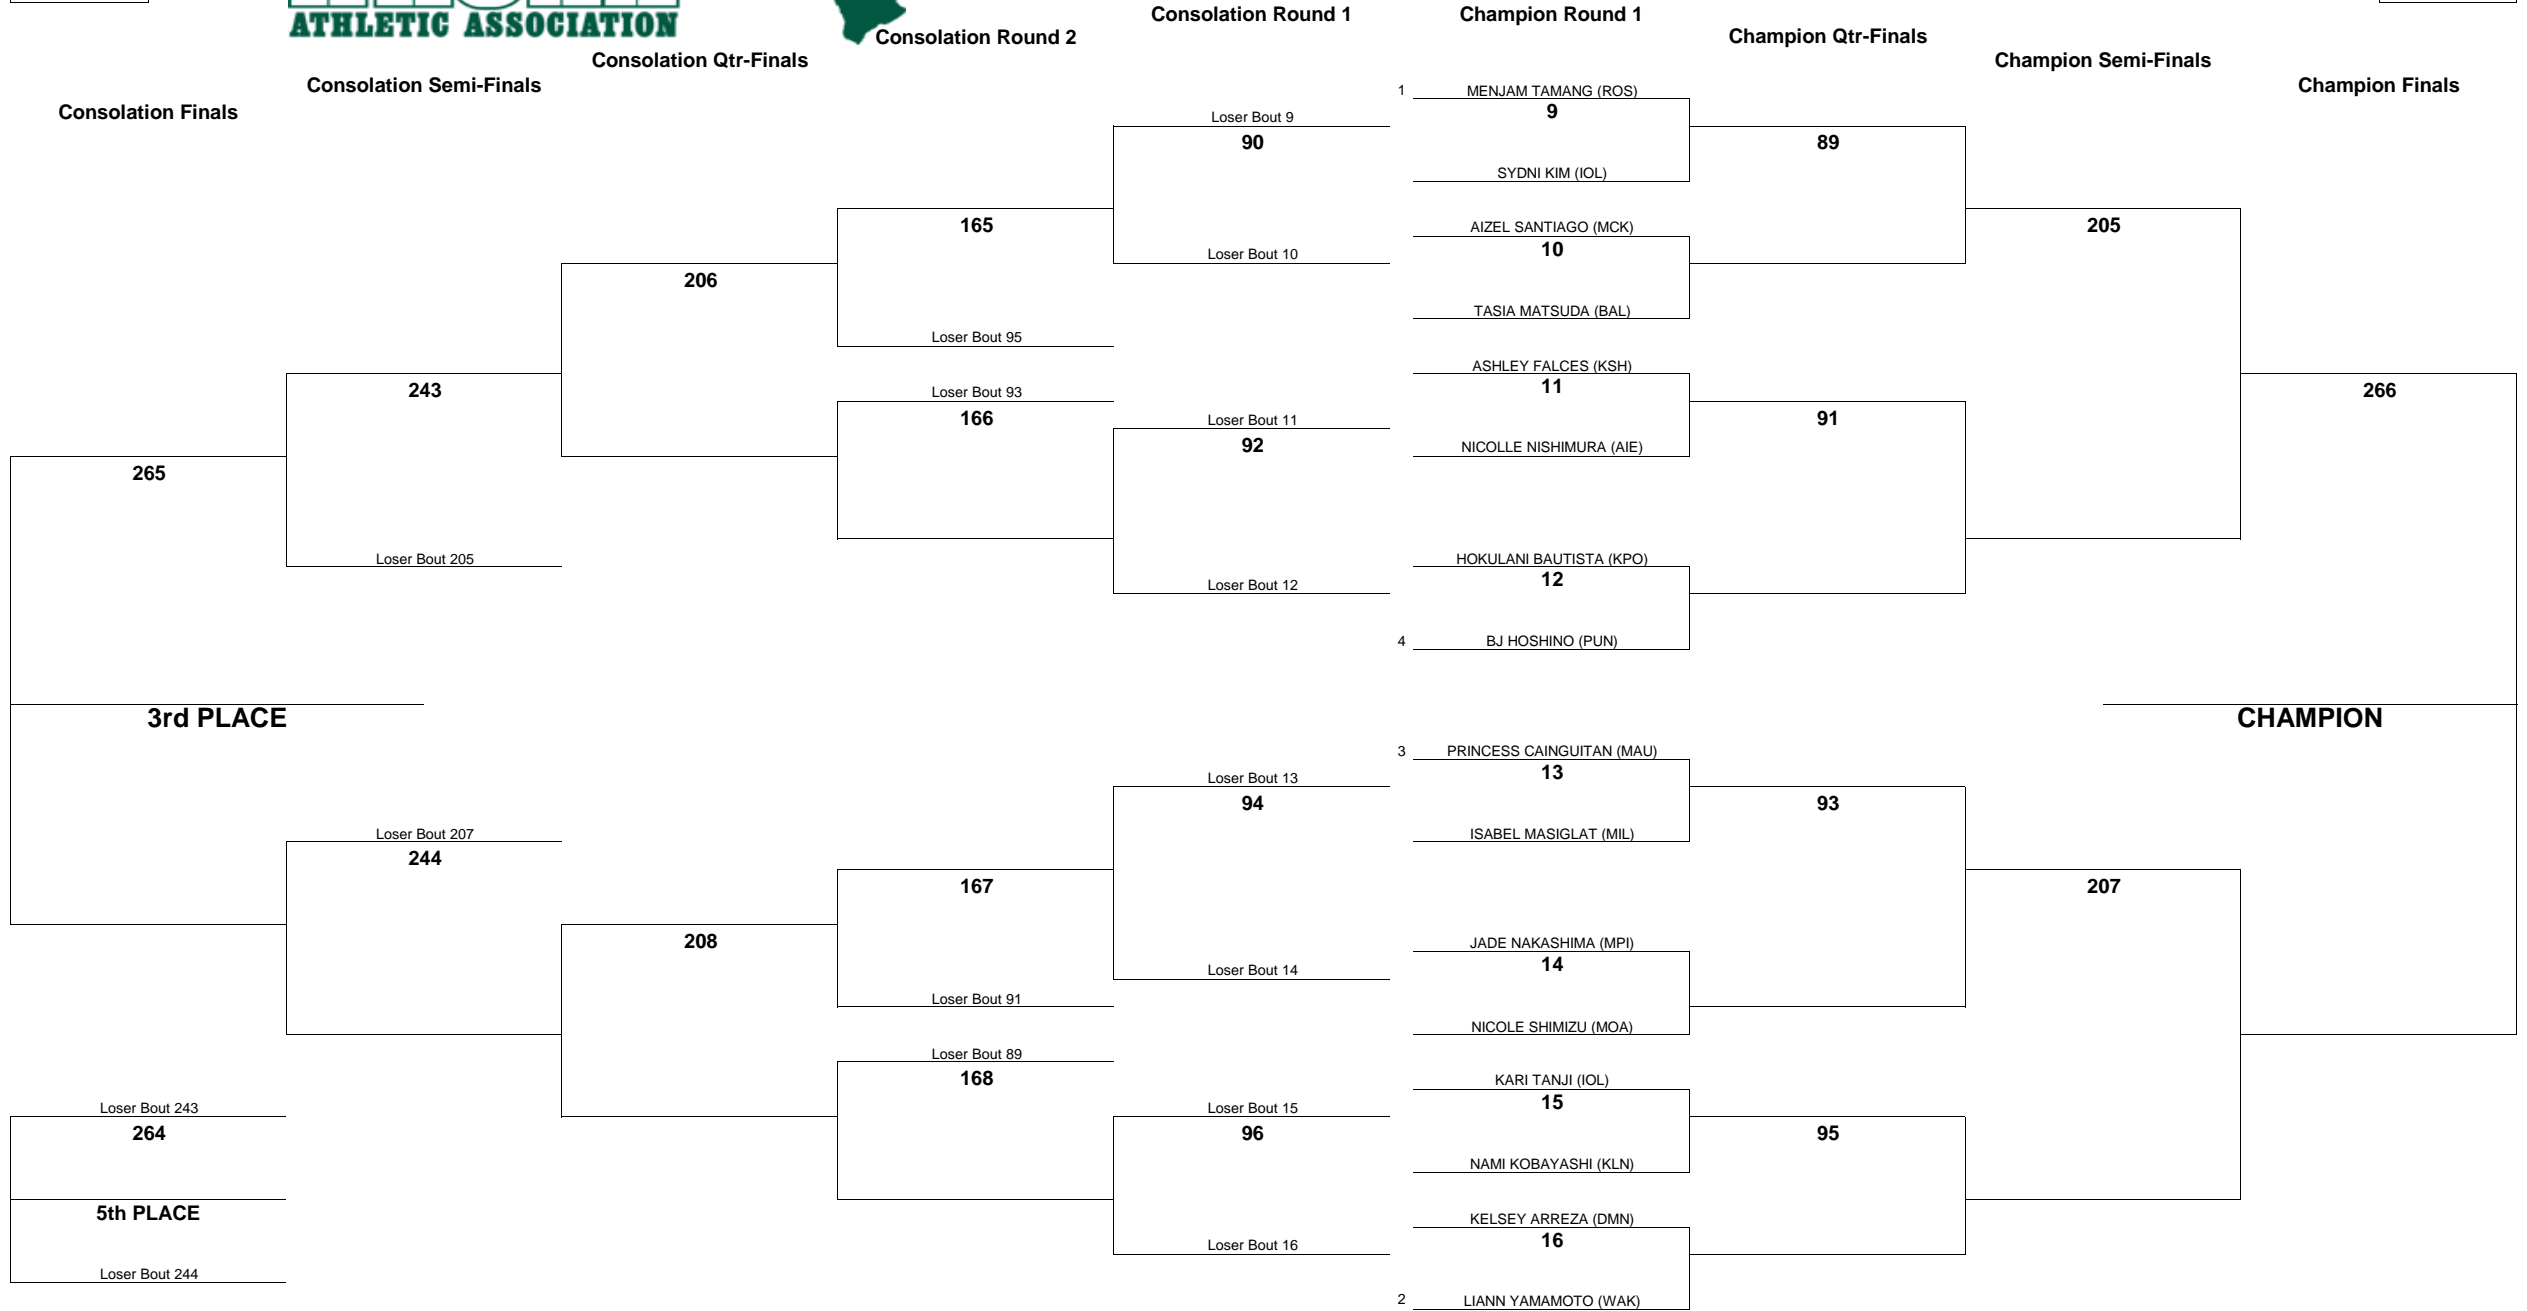 ATHLETIC ASSOCIATION
Consolation Round 1
Champion Round 1
Consolation Round 2
Champion Qtr-Finals
Consolation Qtr-Finals
Champion Semi-Finals
Consolation Semi-Finals
Champion Finals
Consolation Finals
1 MENJAM TAMANG (ROS)
9
Loser Bout 9
90
89
SYDNI KIM (IOL)
165
AIZEL SANTIAGO (MCK)
205
10
Loser Bout 10
206
TASIA MATSUDA (BAL)
Loser Bout 95
ASHLEY FALCES (KSH)
11
243
Loser Bout 93
266
166
Loser Bout 11
91
92
NICOLLE NISHIMURA (AIE)
265
Loser Bout 205
HOKULANI BAUTISTA (KPO)
12
Loser Bout 12
4 BJ HOSHINO (PUN)
3rd PLACE
CHAMPION
3 PRINCESS CAINGUITAN (MAU)
13
Loser Bout 13
94
93
Loser Bout 207
ISABEL MASIGLAT (MIL)
244
167
207
208
JADE NAKASHIMA (MPI)
14
Loser Bout 14
Loser Bout 91
NICOLE SHIMIZU (MOA)
Loser Bout 89
168
KARI TANJI (IOL)
15
Loser Bout 243
Loser Bout 15
264
96
95
NAMI KOBAYASHI (KLN)
5th PLACE
KELSEY ARREZA (DMN)
16
Loser Bout 16
Loser Bout 244
2 LIANN YAMAMOTO (WAK)